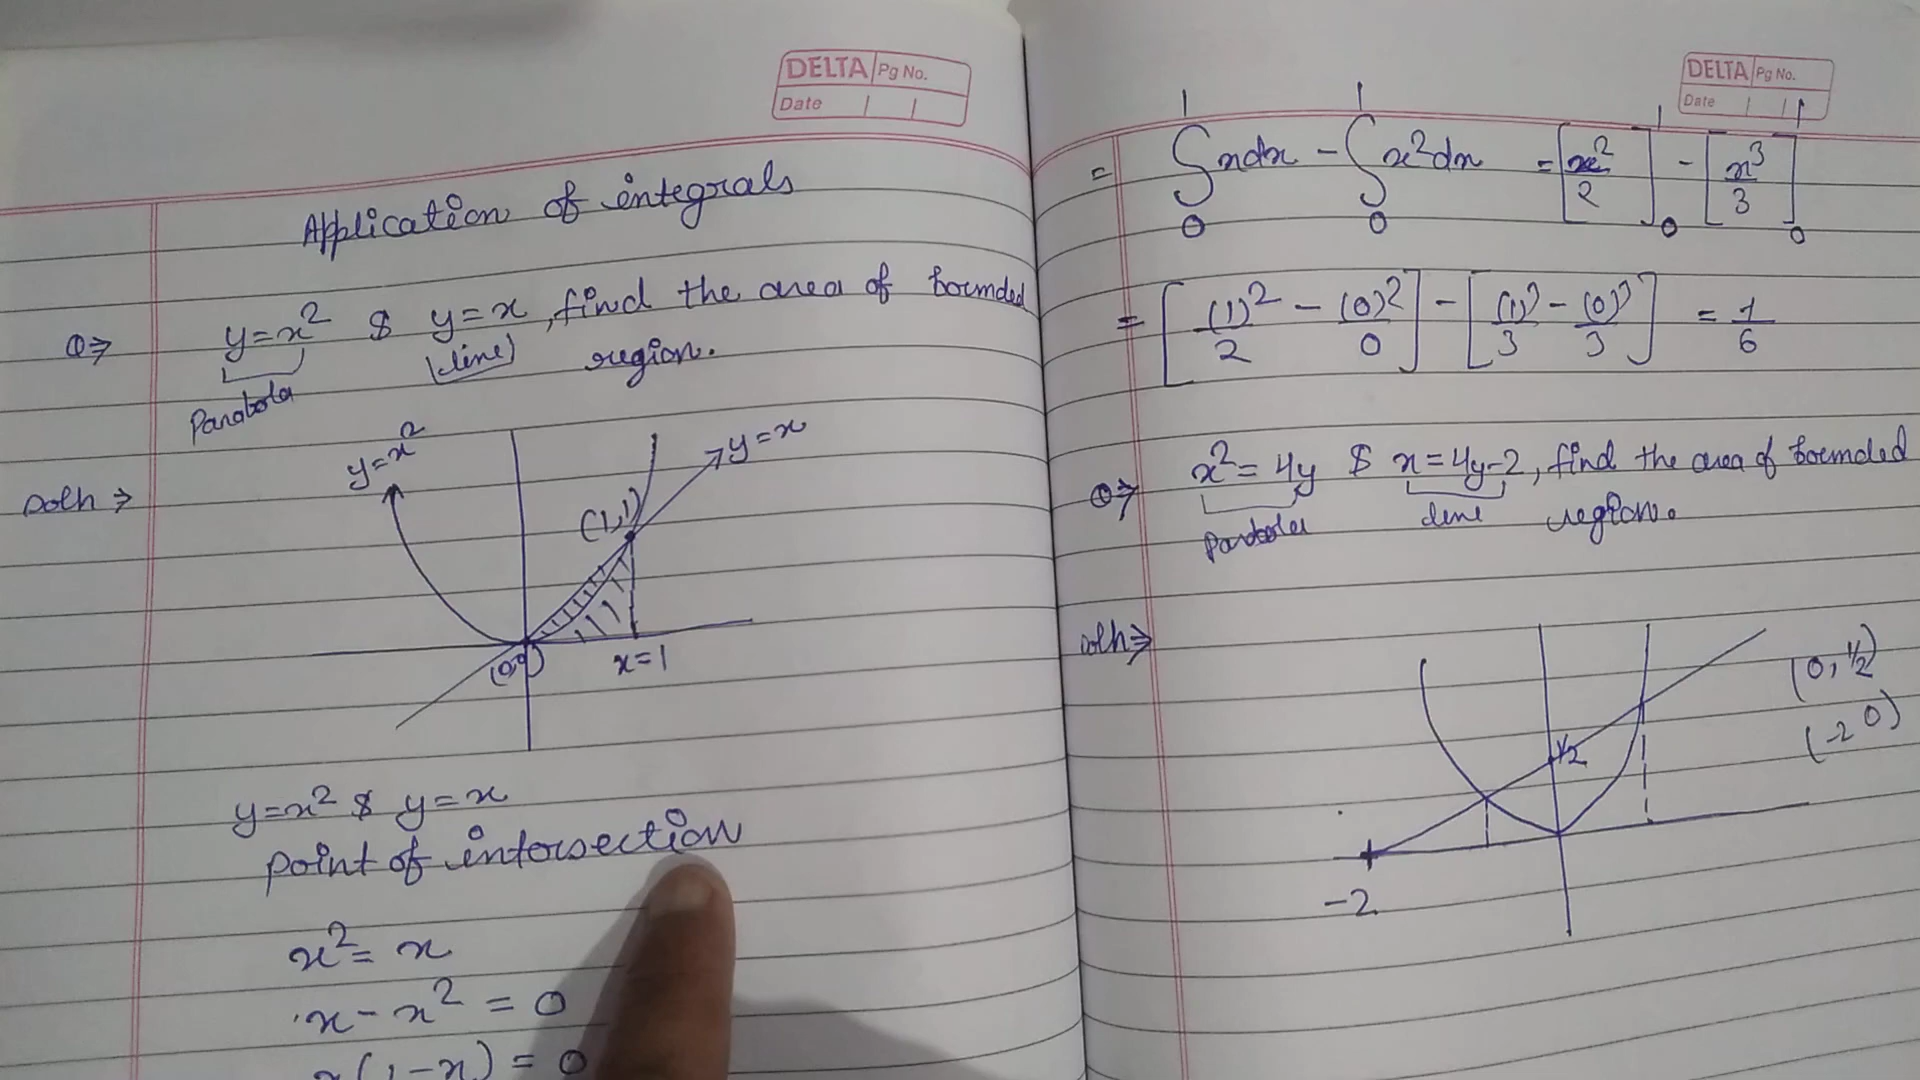 DELTA Pg No.
Date
Application of integrals
Q⇒ y=x² & y=x, find the area of bounded
(line) region.
Parabola
y=x²
y=x
Soln ⇒
(1,1)
(0,0)
x=1
y=x² & y=x
Point of intersection
x²= x
x-x² = 0
x(1-x) = 0
DELTA Pg No.
Date
= ∫₀¹ xdx - ∫₀¹ x²dx = [x²/2]₀¹ - [x³/3]₀¹
= [(1)²/2 - (0)²/0] - [(1)³/3 - (0)³/3] = 1/6
Q⇒ x²= 4y & x=4y-2, find the area of bounded
Parabola line region.
Soln⇒
(0, 1/2)
(-2 0)
1/2
-2